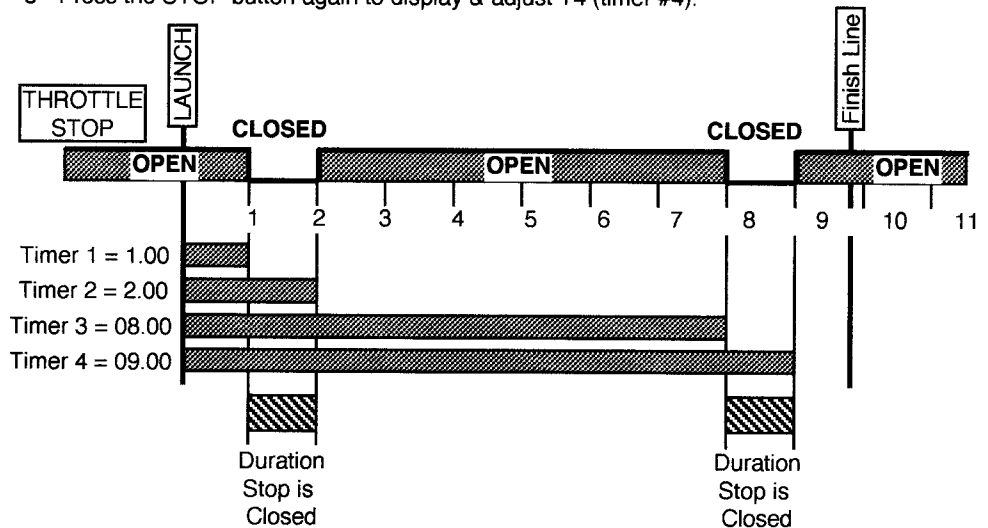 Press the STOP button again to display & adjust T4 (timer #4).
LAUNCH
Finish Line
THROTTLE
STOP
CLOSED
CLOSED
OPEN
OPEN
OPEN
1 2 3 4 5 6 7 8 9 10 11
Timer 1 = 1.00
Timer 2 = 2.00
Timer 3 = 08.00
Timer 4 = 09.00
Duration
Stop is
Closed
Duration
Stop is
Closed